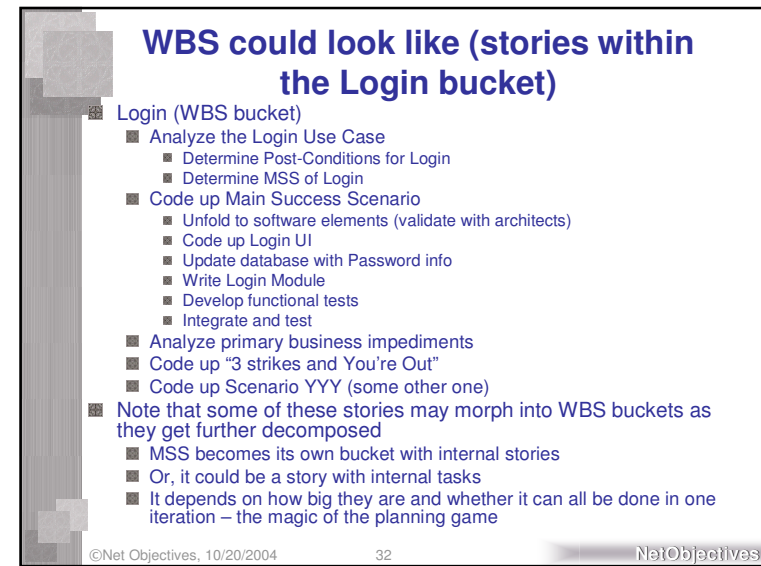 WBS could look like (stories within
the Login bucket)
Login (WBS bucket)
Analyze the Login Use Case
Determine Post-Conditions for Login
Determine MSS of Login
Code up Main Success Scenario
Unfold to software elements (validate with architects)
Code up Login UI
Update database with Password info
Write Login Module
Develop functional tests
Integrate and test
Analyze primary business impediments
Code up “3 strikes and You’re Out”
Code up Scenario YYY (some other one)
Note that some of these stories may morph into WBS buckets as
they get further decomposed
MSS becomes its own bucket with internal stories
Or, it could be a story with internal tasks
It depends on how big they are and whether it can all be done in one
iteration – the magic of the planning game
©Net Objectives, 10/20/2004 32 NetObjectives